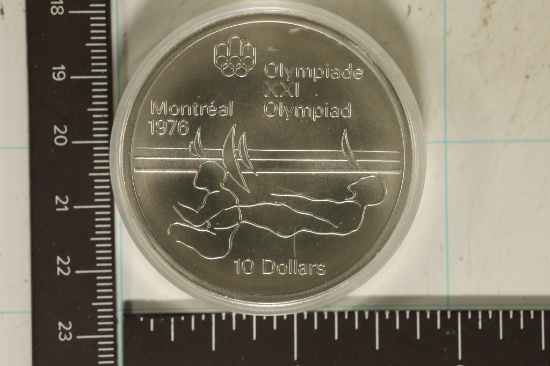 18
19
20
21
22
23
Olympiade
XXI
Olympiad
Montréal
1976
10 Dollars